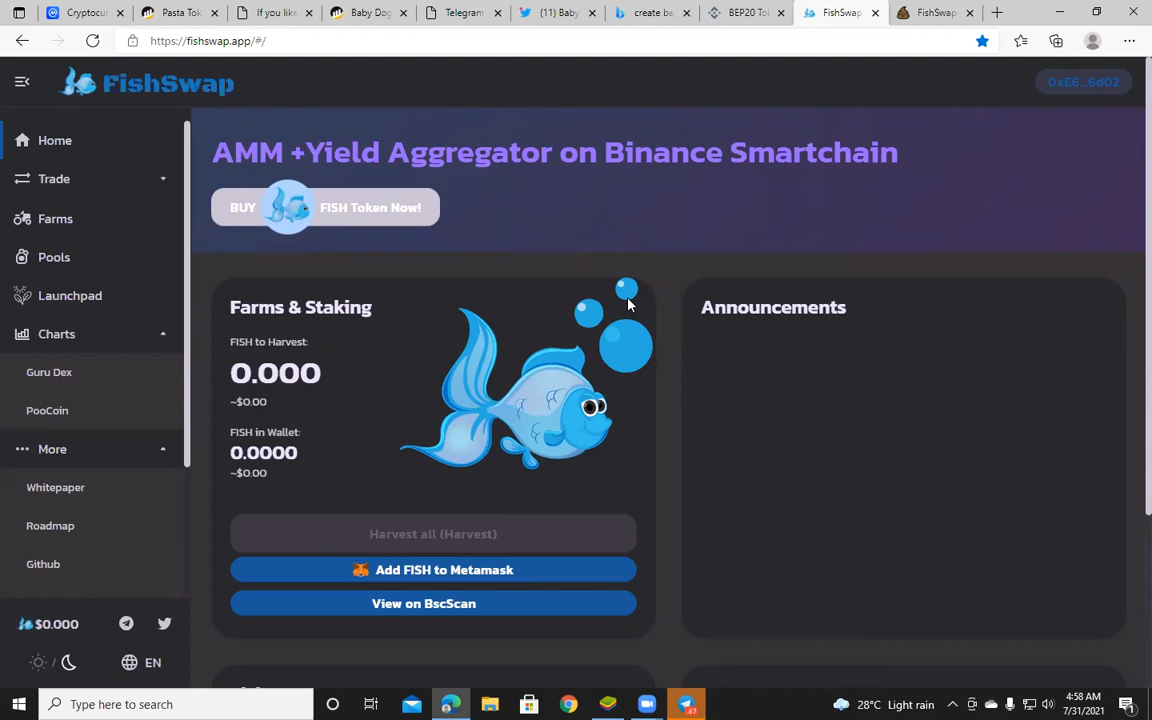 Cryptocur
Pasta Tok
If you like
Baby Dog
Telegram
(11) Baby
create be
BEP20 To
FishSwap
FishSwap
https://fishswap.app/#/
FishSwap
0xE6...6d02
Home
Trade
Farms
Pools
Launchpad
Charts
Guru Dex
PooCoin
More
Whitepaper
Roadmap
Github
$0.000
/
EN
AMM +Yield Aggregator on Binance Smartchain
BUY FISH Token Now!
Farms & Staking
FISH to Harvest:
0.000
~$0.00
FISH in Wallet:
0.0000
~$0.00
Harvest all (Harvest)
Add FISH to Metamask
View on BscScan
Announcements
Type here to search
28°C Light rain
4:58 AM
7/31/2021
1